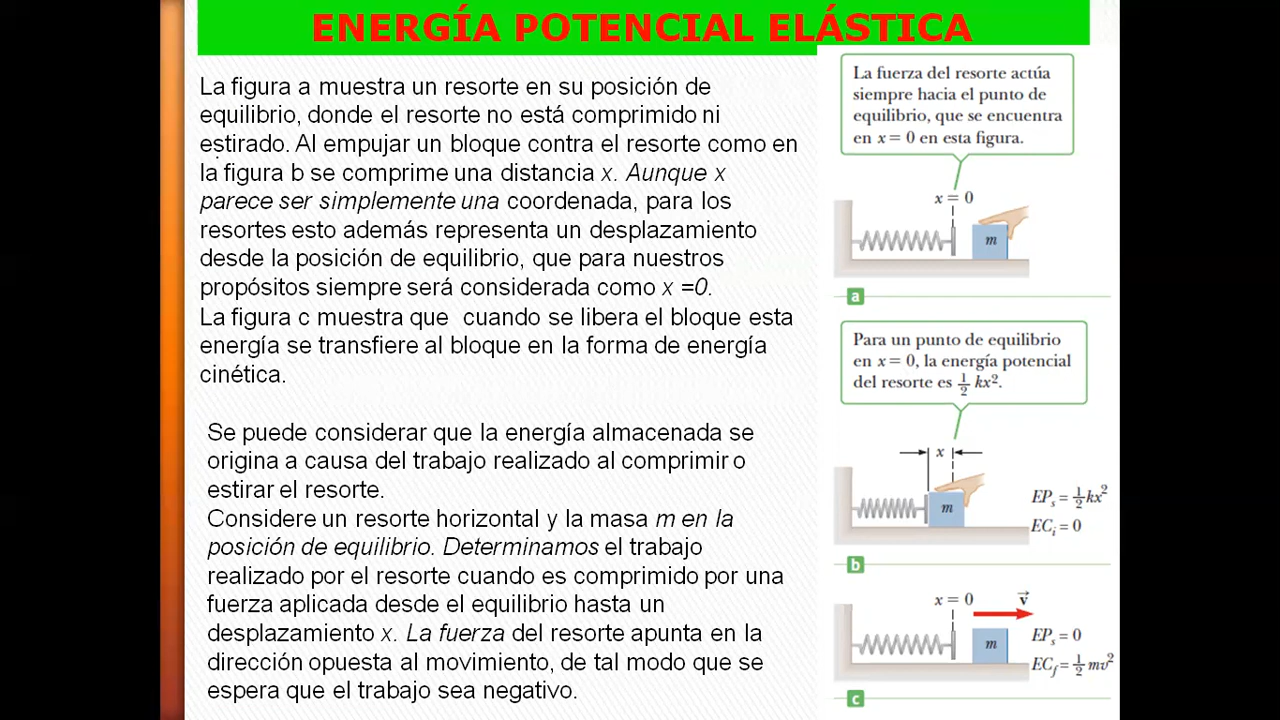 ENERGÍA POTENCIAL ELÁSTICA
La figura a muestra un resorte en su posición de
equilibrio, donde el resorte no está comprimido ni
estirado. Al empujar un bloque contra el resorte como en
la figura b se comprime una distancia x. Aunque x
parece ser simplemente una coordenada, para los
resortes esto además representa un desplazamiento
desde la posición de equilibrio, que para nuestros
propósitos siempre será considerada como x =0.
La figura c muestra que cuando se libera el bloque esta
energía se transfiere al bloque en la forma de energía
cinética.
Se puede considerar que la energía almacenada se
origina a causa del trabajo realizado al comprimir o
estirar el resorte.
Considere un resorte horizontal y la masa m en la
posición de equilibrio. Determinamos el trabajo
realizado por el resorte cuando es comprimido por una
fuerza aplicada desde el equilibrio hasta un
desplazamiento x. La fuerza del resorte apunta en la
dirección opuesta al movimiento, de tal modo que se
espera que el trabajo sea negativo.
La fuerza del resorte actúa
siempre hacia el punto de
equilibrio, que se encuentra
en x = 0 en esta figura.
x = 0
m
a
Para un punto de equilibrio
en x = 0, la energía potencial
del resorte es ½ kx².
x
m
EPₛ = ½kx²
ECᵢ = 0
b
x = 0
v⃗
m
EPₛ = 0
EC_f = ½ mv²
c